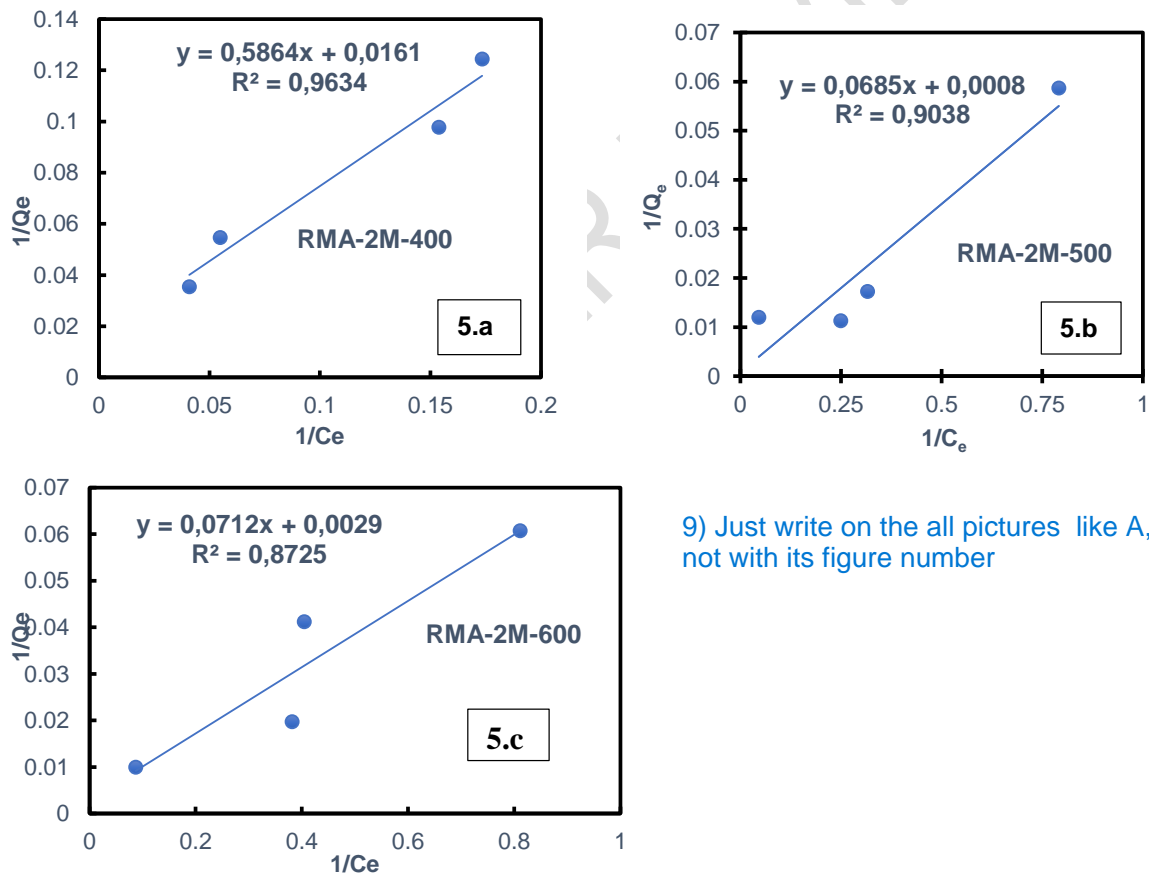 0.14
0.12
0.1
0.08
0.06
0.04
0.02
0
1/Qe
y = 0,5864x + 0,0161
R² = 0,9634
RMA-2M-400
5.a
0 0.05 0.1 0.15 0.2
1/Ce
0.07
0.06
0.05
0.04
0.03
0.02
0.01
0
1/Qₑ
y = 0,0685x + 0,0008
R² = 0,9038
RMA-2M-500
5.b
0 0.25 0.5 0.75 1
1/Cₑ
0.07
0.06
0.05
0.04
0.03
0.02
0.01
0
1/Qe
y = 0,0712x + 0,0029
R² = 0,8725
RMA-2M-600
5.c
0 0.2 0.4 0.6 0.8 1
1/Ce
9) Just write on the all pictures like A,
not with its figure number